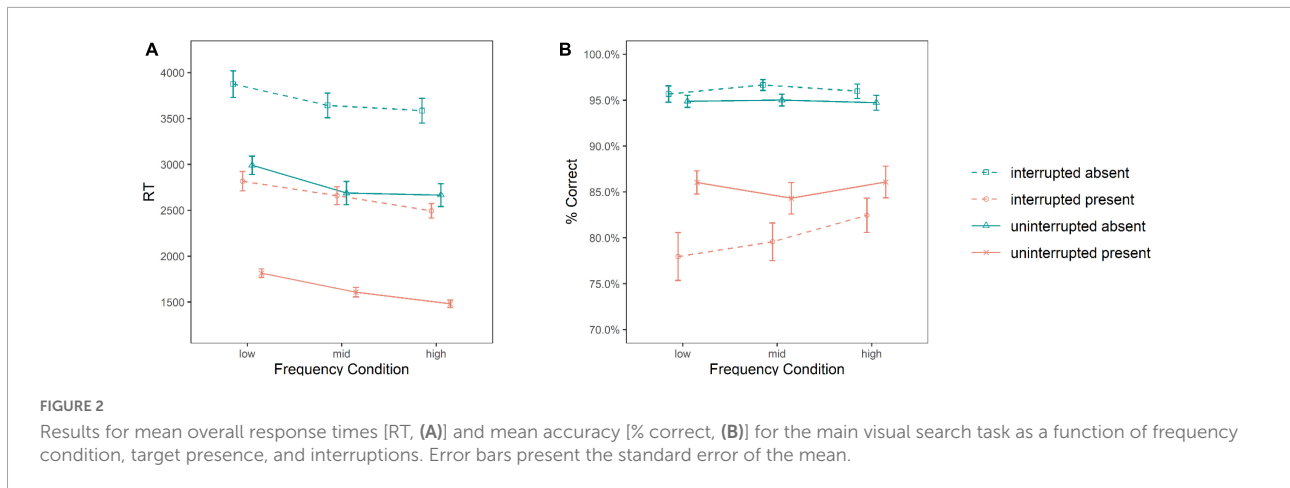 A
4000
3500
3000
2500
2000
1500
RT
low mid high
Frequency Condition
B
100.0%
95.0%
90.0%
85.0%
80.0%
75.0%
70.0%
% Correct
low mid high
Frequency Condition
interrupted absent
interrupted present
uninterrupted absent
uninterrupted present
FIGURE 2
Results for mean overall response times [RT, (A)] and mean accuracy [% correct, (B)] for the main visual search task as a function of frequency
condition, target presence, and interruptions. Error bars present the standard error of the mean.